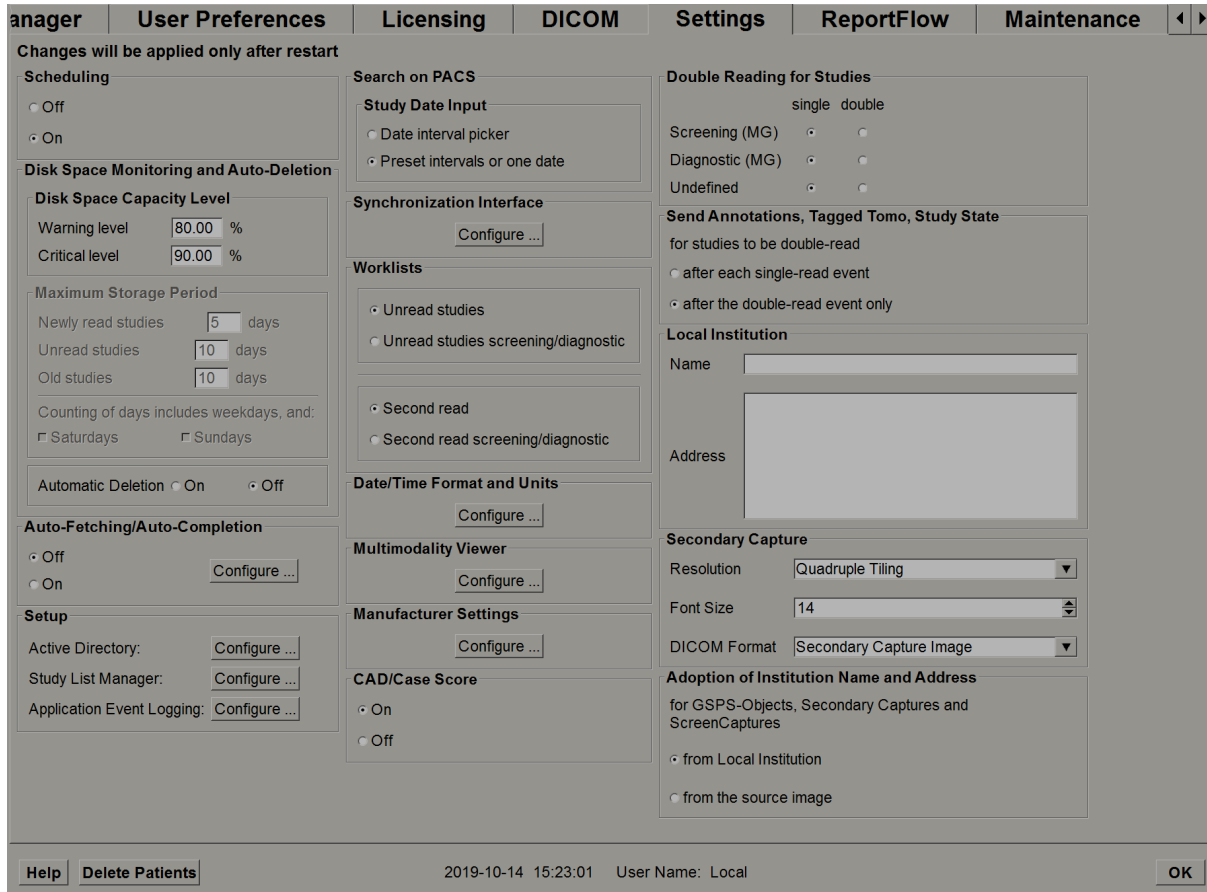 anager User Preferences Licensing DICOM Settings ReportFlow Maintenance
Changes will be applied only after restart
Scheduling
Off
On
Disk Space Monitoring and Auto-Deletion
Disk Space Capacity Level
Warning level 80.00 %
Critical level 90.00 %
Maximum Storage Period
Newly read studies 5 days
Unread studies 10 days
Old studies 10 days
Counting of days includes weekdays, and:
Saturdays Sundays
Automatic Deletion On Off
Auto-Fetching/Auto-Completion
Off
Configure ...
On
Setup
Active Directory: Configure ...
Study List Manager: Configure ...
Application Event Logging: Configure ...
Search on PACS
Study Date Input
Date interval picker
Preset intervals or one date
Synchronization Interface
Configure ...
Worklists
Unread studies
Unread studies screening/diagnostic
Second read
Second read screening/diagnostic
Date/Time Format and Units
Configure ...
Multimodality Viewer
Configure ...
Manufacturer Settings
Configure ...
CAD/Case Score
On
Off
Double Reading for Studies
single double
Screening (MG)
Diagnostic (MG)
Undefined
Send Annotations, Tagged Tomo, Study State
for studies to be double-read
after each single-read event
after the double-read event only
Local Institution
Name
Address
Secondary Capture
Resolution Quadruple Tiling
Font Size 14
DICOM Format Secondary Capture Image
Adoption of Institution Name and Address
for GSPS-Objects, Secondary Captures and
ScreenCaptures
from Local Institution
from the source image
Help Delete Patients 2019-10-14 15:23:01 User Name: Local OK